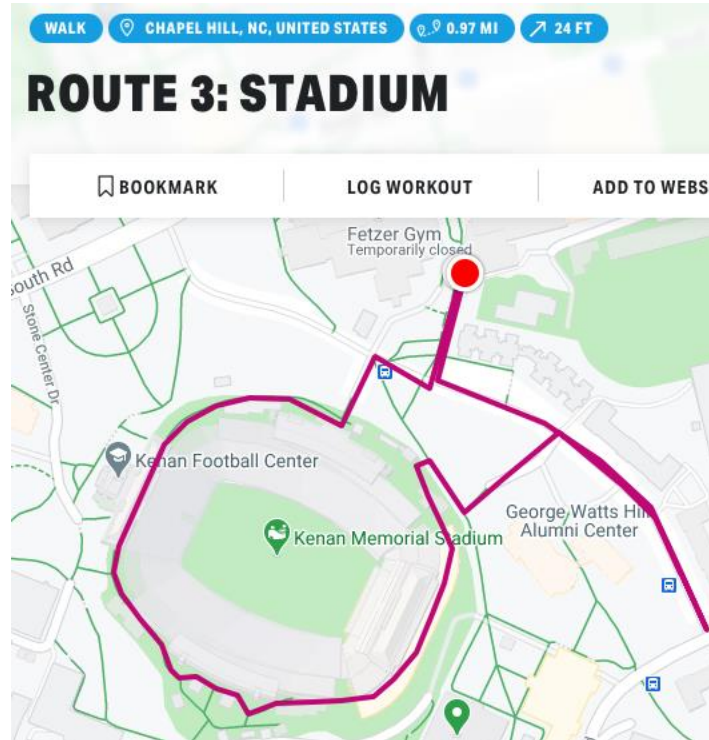 WALK
CHAPEL HILL, NC, UNITED STATES
0.97 MI
24 FT
ROUTE 3: STADIUM
BOOKMARK
LOG WORKOUT
ADD TO WEBS
Fetzer Gym
Temporarily closed
outh Rd
Stone Center Dr
Kenan Football Center
Kenan Memorial Stadium
George Watts Hill
Alumni Center